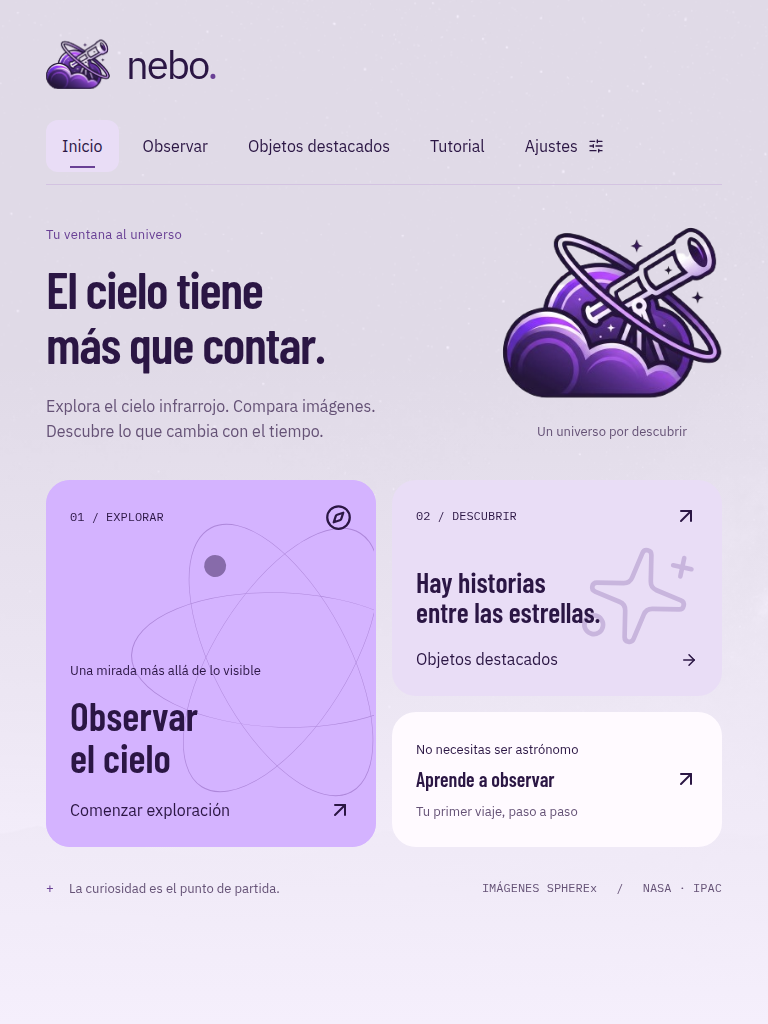 nebo.
Inicio
Observar
Objetos destacados
Tutorial
Ajustes
Tu ventana al universo
El cielo tiene
más que contar.
Explora el cielo infrarrojo. Compara imágenes.
Descubre lo que cambia con el tiempo.
Un universo por descubrir
01 / EXPLORAR
Una mirada más allá de lo visible
Observar
el cielo
Comenzar exploración
02 / DESCUBRIR
Hay historias
entre las estrellas.
Objetos destacados
No necesitas ser astrónomo
Aprende a observar
Tu primer viaje, paso a paso
+ La curiosidad es el punto de partida.
IMÁGENES SPHEREx / NASA · IPAC